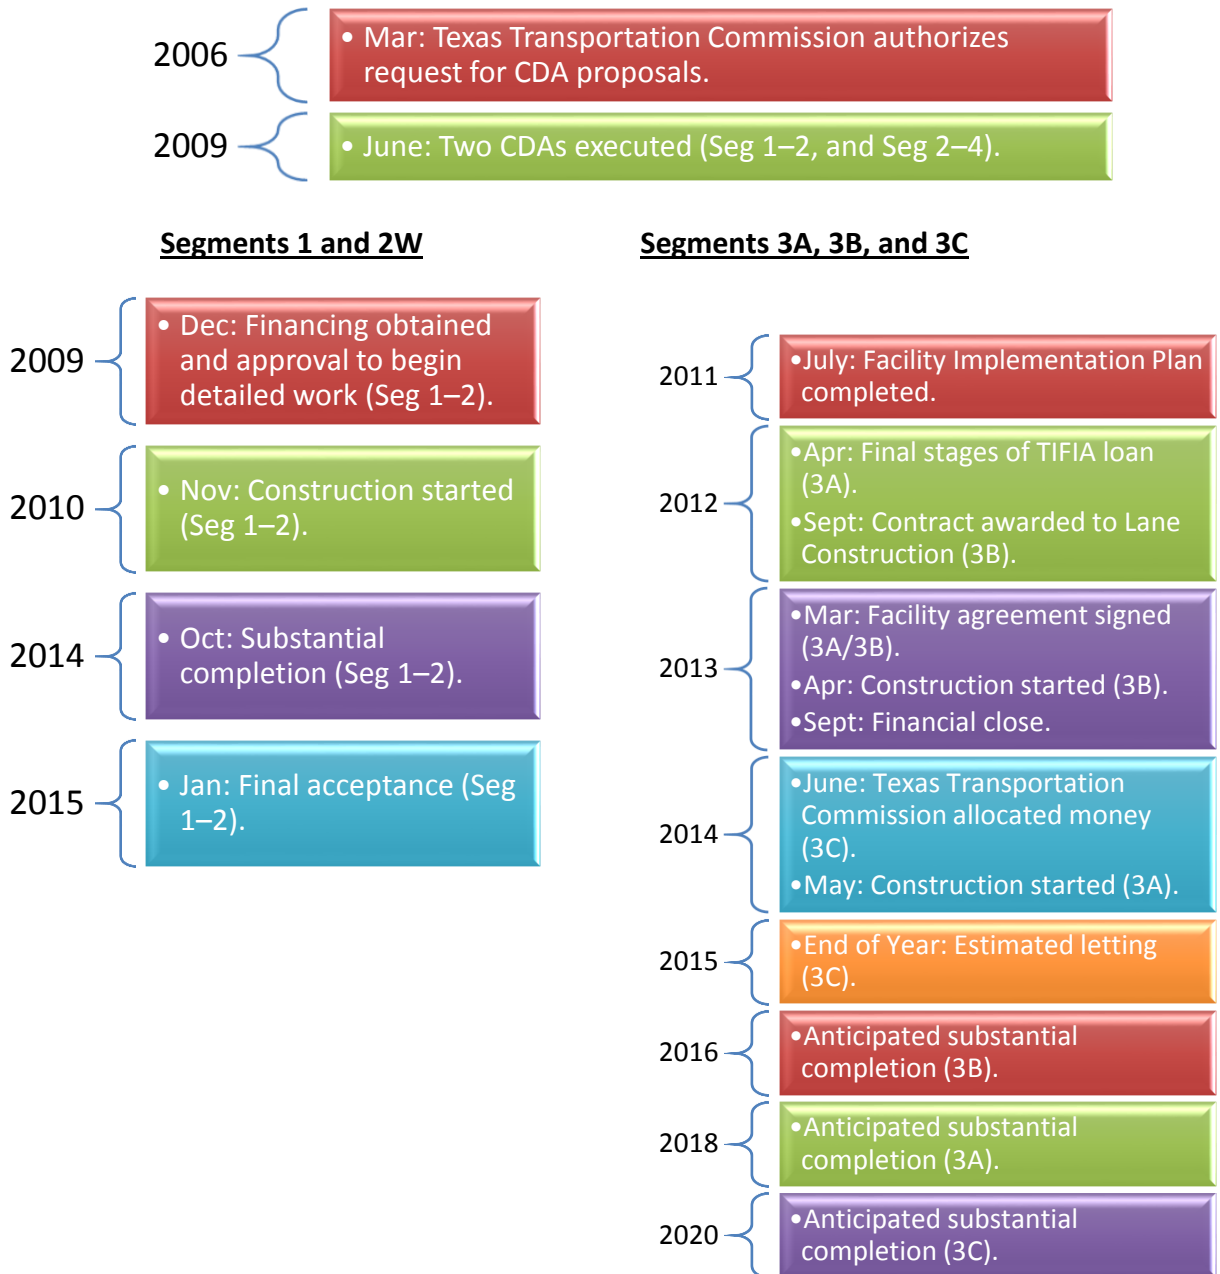 2006
• Mar: Texas Transportation Commission authorizes
request for CDA proposals.
2009
• June: Two CDAs executed (Seg 1–2, and Seg 2–4).
Segments 1 and 2W
2009
• Dec: Financing obtained
and approval to begin
detailed work (Seg 1–2).
2010
• Nov: Construction started
(Seg 1–2).
2014
• Oct: Substantial
completion (Seg 1–2).
2015
• Jan: Final acceptance (Seg
1–2).
Segments 3A, 3B, and 3C
2011
•July: Facility Implementation Plan
completed.
2012
•Apr: Final stages of TIFIA loan
(3A).
•Sept: Contract awarded to Lane
Construction (3B).
2013
•Mar: Facility agreement signed
(3A/3B).
•Apr: Construction started (3B).
•Sept: Financial close.
2014
•June: Texas Transportation
Commission allocated money
(3C).
•May: Construction started (3A).
2015
•End of Year: Estimated letting
(3C).
2016
•Anticipated substantial
completion (3B).
2018
•Anticipated substantial
completion (3A).
2020
•Anticipated substantial
completion (3C).